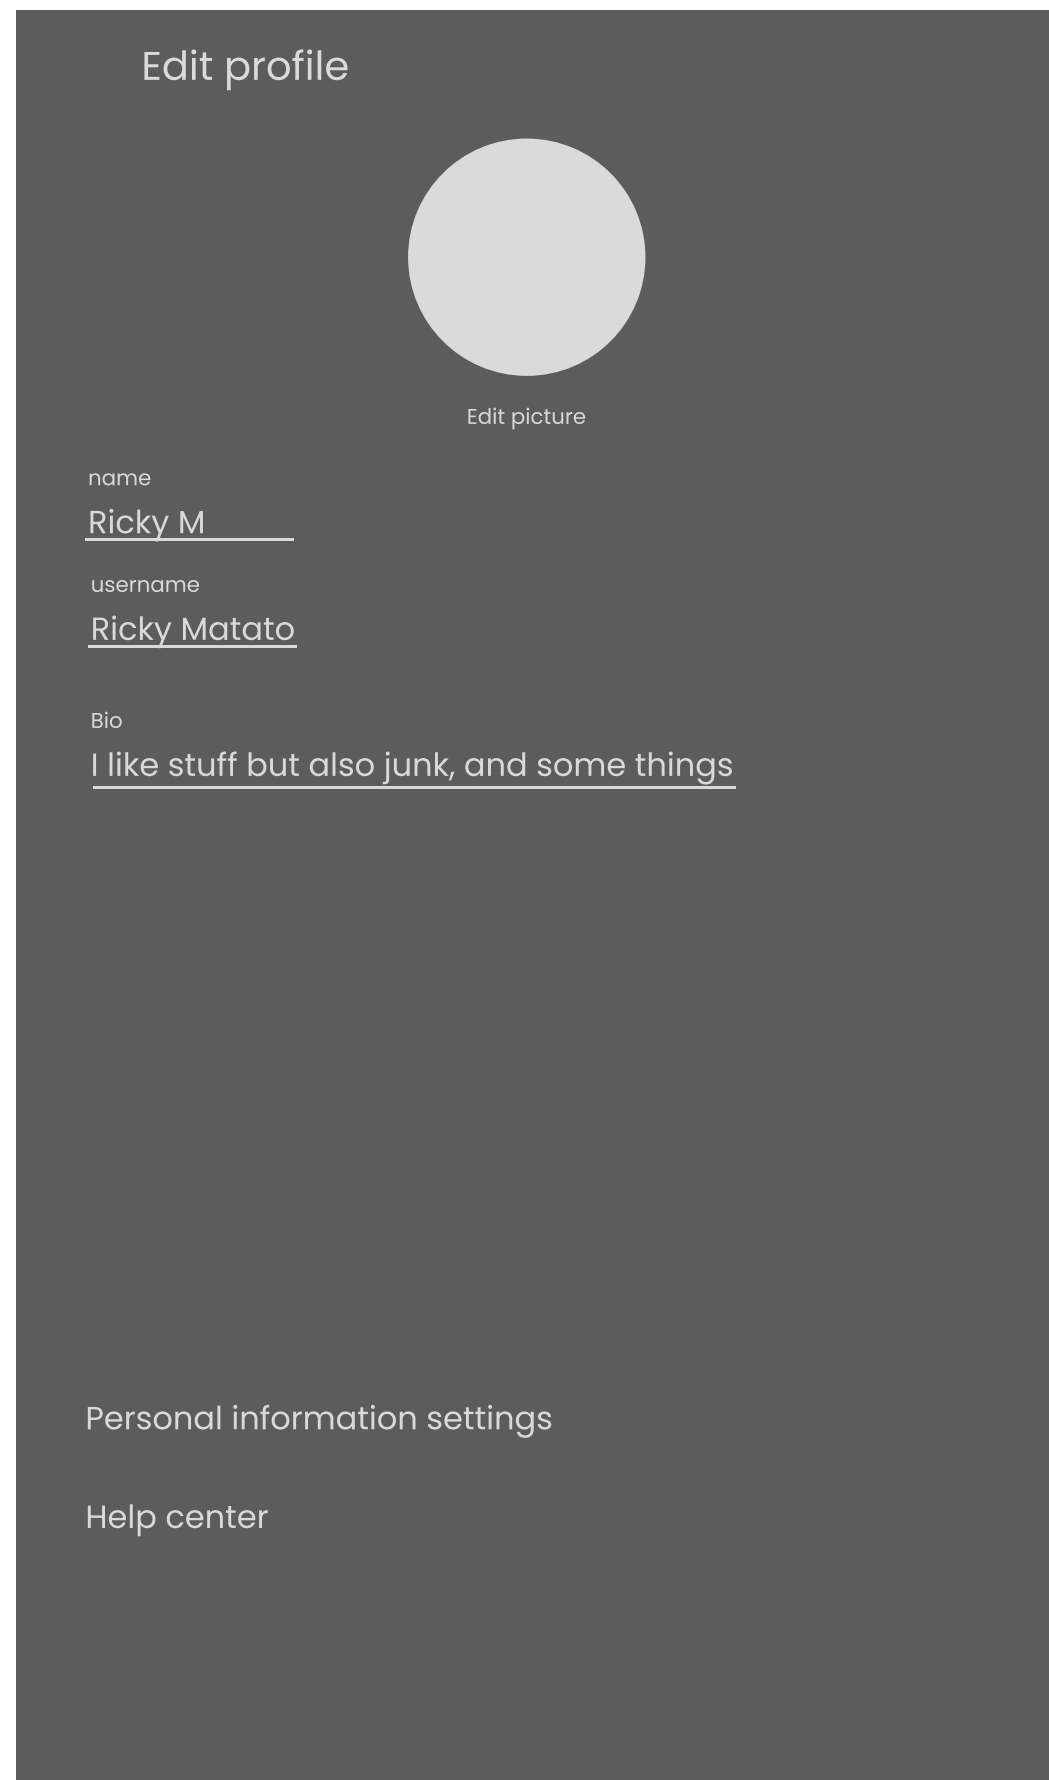 Edit profile
Edit picture
name
Ricky M
username
Ricky Matato
Bio
I like stuff but also junk, and some things
Personal information settings
Help center